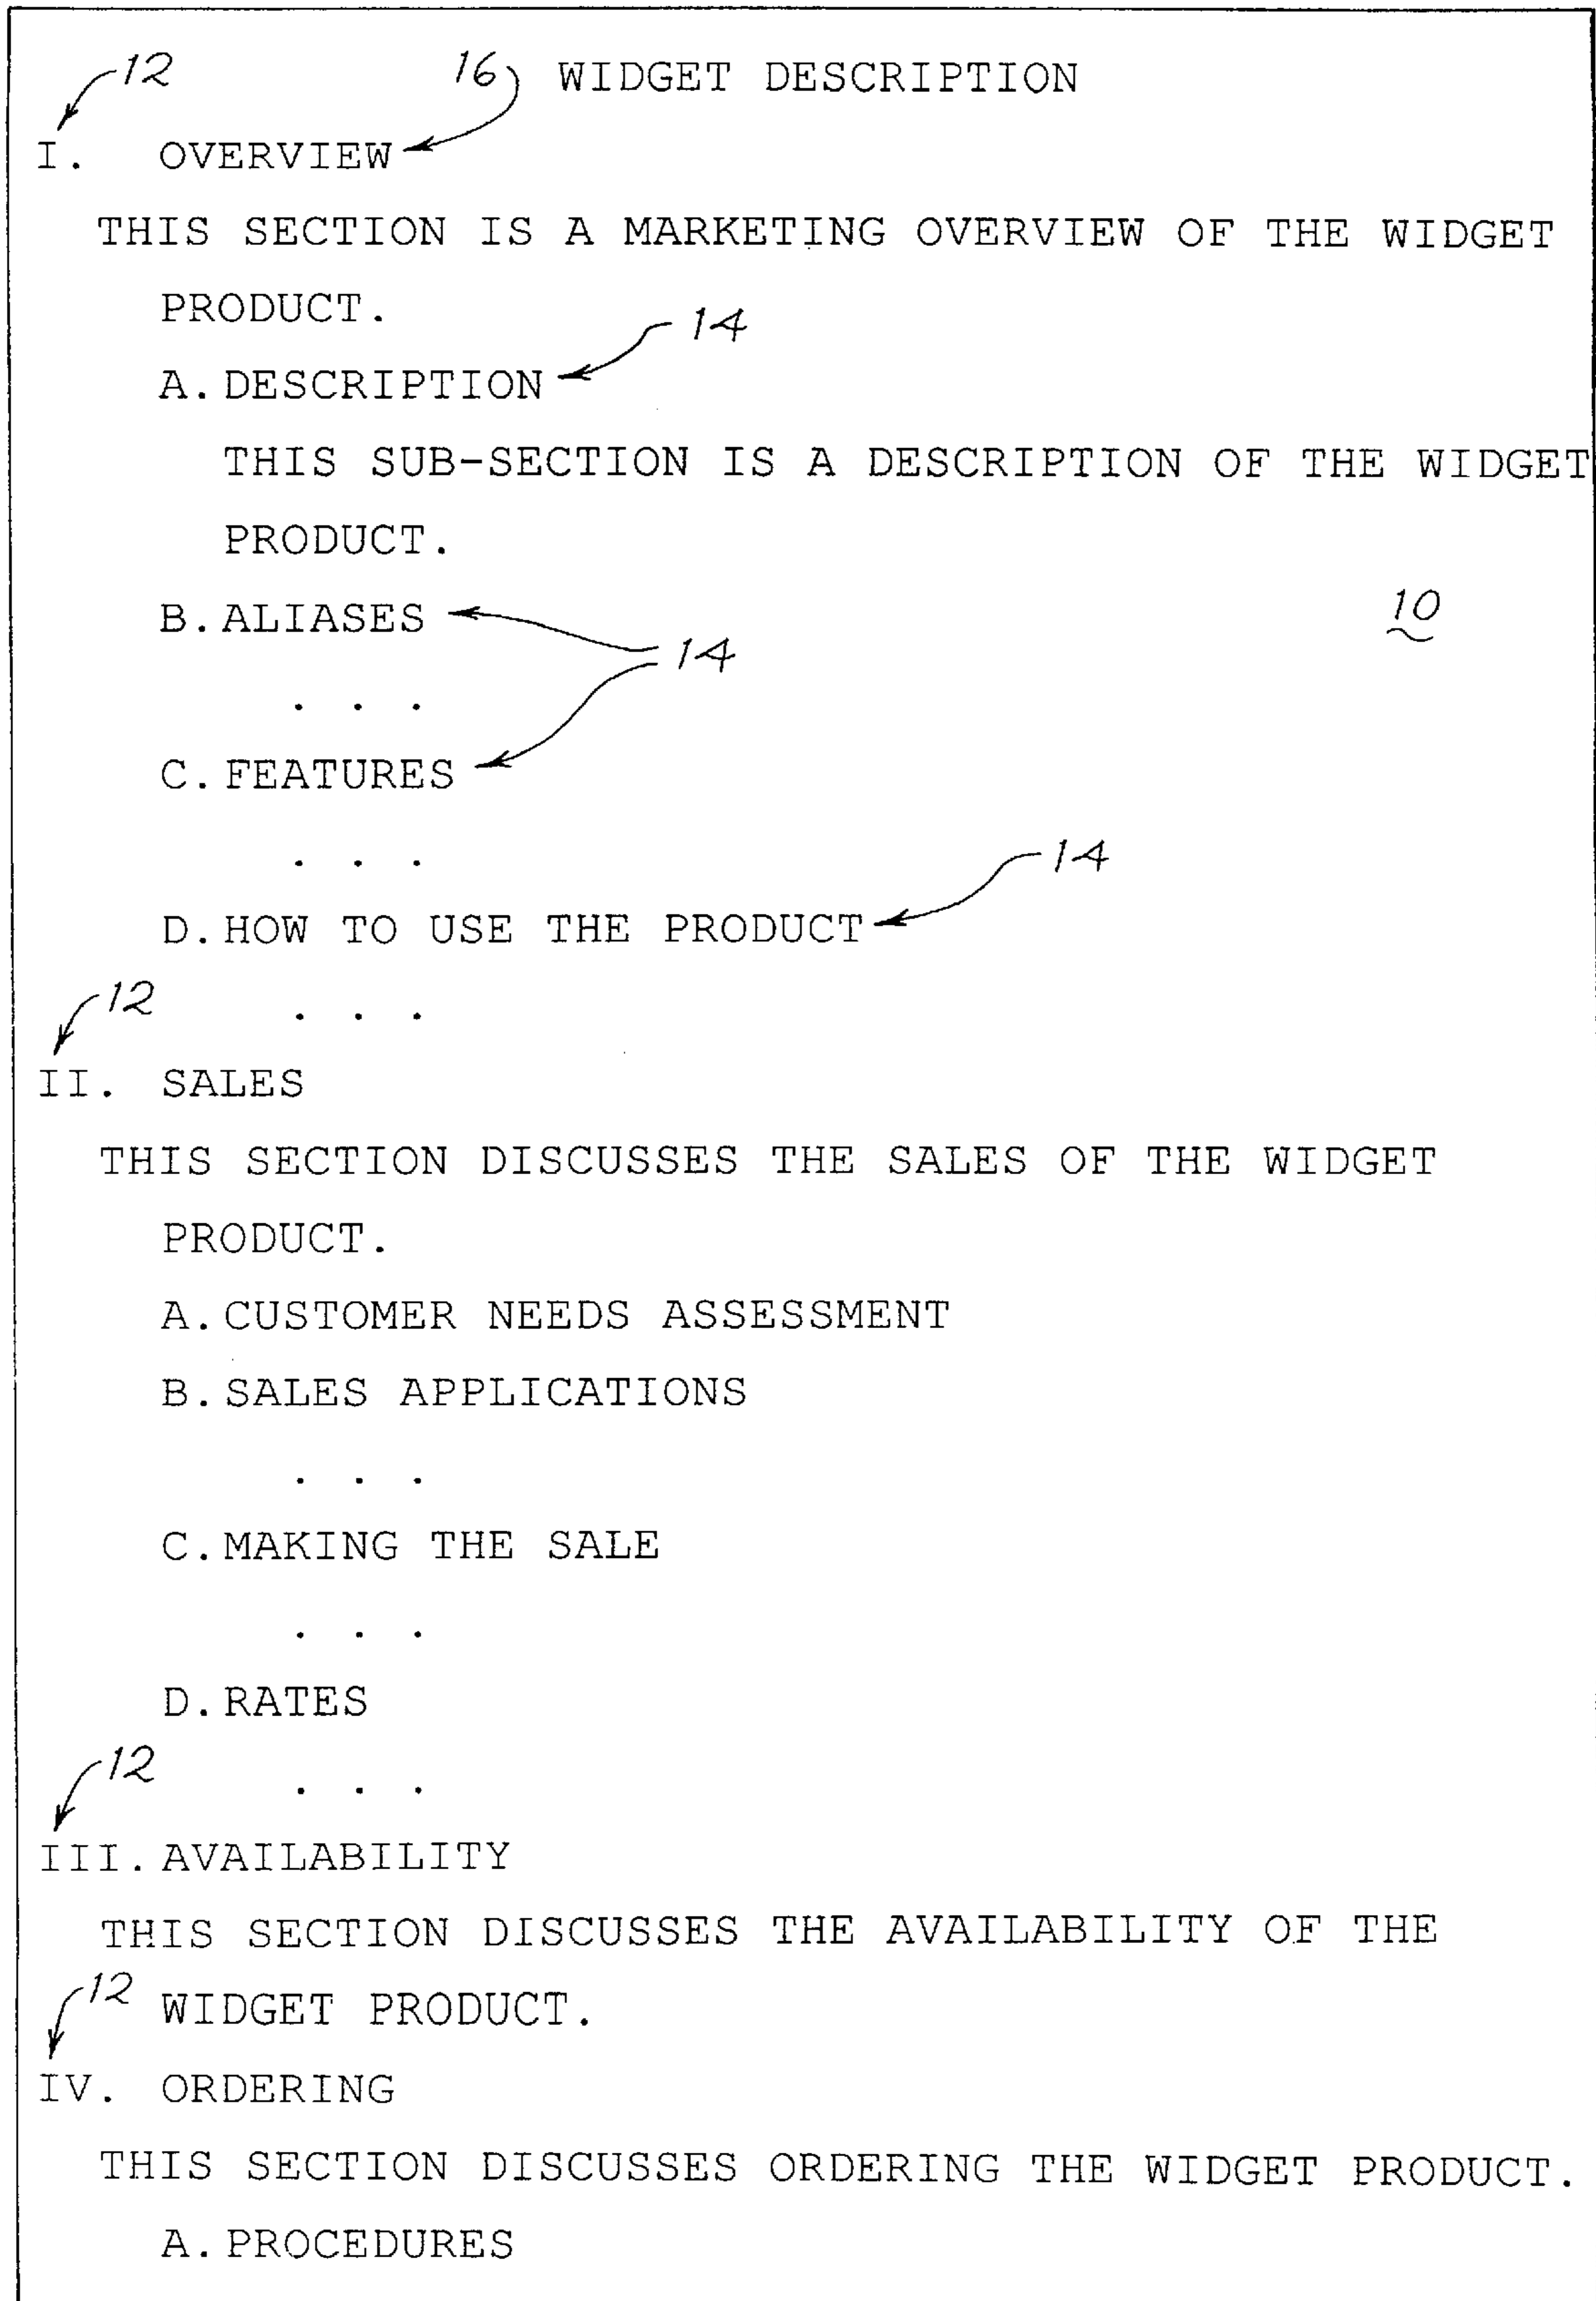 12 16 WIDGET DESCRIPTION
I. OVERVIEW
THIS SECTION IS A MARKETING OVERVIEW OF THE WIDGET
PRODUCT.
14
A. DESCRIPTION
THIS SUB-SECTION IS A DESCRIPTION OF THE WIDGET
PRODUCT.
B. ALIASES
10
14
. . .
C. FEATURES
. . .
14
D. HOW TO USE THE PRODUCT
12
. . .
II. SALES
THIS SECTION DISCUSSES THE SALES OF THE WIDGET
PRODUCT.
A. CUSTOMER NEEDS ASSESSMENT
B. SALES APPLICATIONS
. . .
C. MAKING THE SALE
. . .
D. RATES
12
. . .
III. AVAILABILITY
THIS SECTION DISCUSSES THE AVAILABILITY OF THE
12 WIDGET PRODUCT.
IV. ORDERING
THIS SECTION DISCUSSES ORDERING THE WIDGET PRODUCT.
A. PROCEDURES